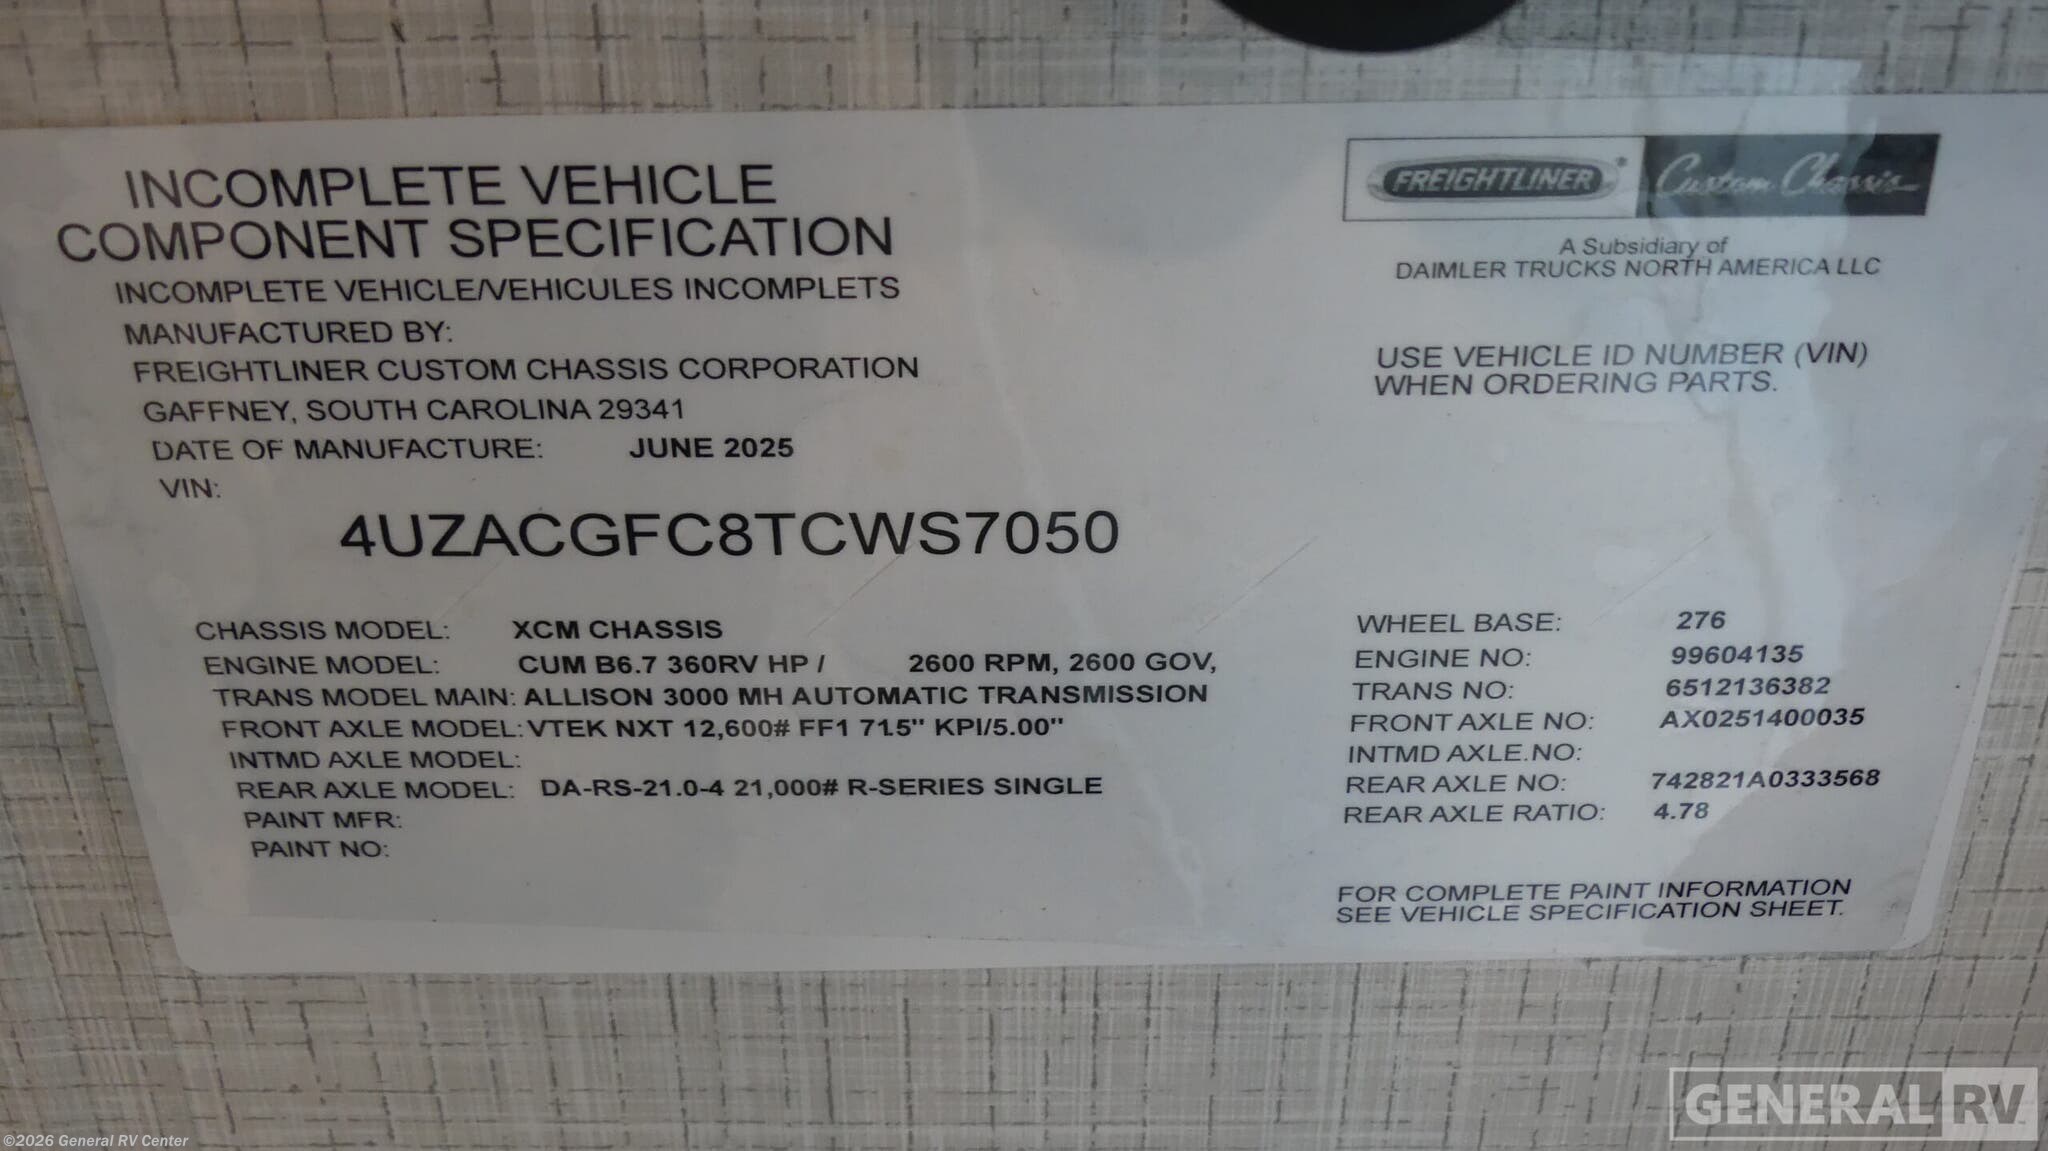 INCOMPLETE VEHICLE
COMPONENT SPECIFICATION
INCOMPLETE VEHICLE/VEHICULES INCOMPLETS
MANUFACTURED BY:
FREIGHTLINER CUSTOM CHASSIS CORPORATION
GAFFNEY, SOUTH CAROLINA 29341
DATE OF MANUFACTURE: JUNE 2025
VIN:
4UZACGFC8TCWS7050
FREIGHTLINER® Custom Chassis
A Subsidiary of
DAIMLER TRUCKS NORTH AMERICA LLC
USE VEHICLE ID NUMBER (VIN)
WHEN ORDERING PARTS.
CHASSIS MODEL: XCM CHASSIS
ENGINE MODEL: CUM B6.7 360RV HP / 2600 RPM, 2600 GOV,
TRANS MODEL MAIN: ALLISON 3000 MH AUTOMATIC TRANSMISSION
FRONT AXLE MODEL: VTEK NXT 12,600# FF1 71.5" KPI/5.00"
INTMD AXLE MODEL:
REAR AXLE MODEL: DA-RS-21.0-4 21,000# R-SERIES SINGLE
PAINT MFR:
PAINT NO:
WHEEL BASE: 276
ENGINE NO: 99604135
TRANS NO: 6512136382
FRONT AXLE NO: AX0251400035
INTMD AXLE.NO:
REAR AXLE NO: 742821A0333568
REAR AXLE RATIO: 4.78
FOR COMPLETE PAINT INFORMATION
SEE VEHICLE SPECIFICATION SHEET.
GENERAL RV
©2026 General RV Center